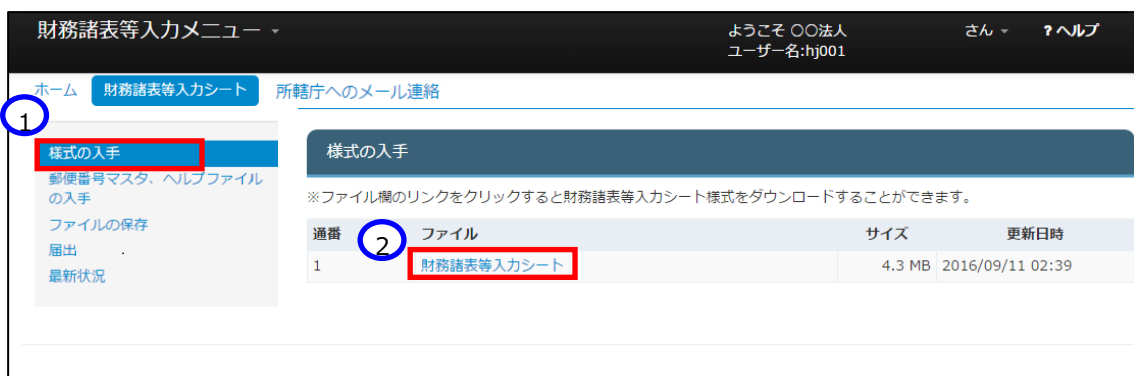 財務諸表等入力メニュー
ようこそ 〇〇法人 さん ?ヘルプ
ユーザー名:hj001
ホーム 財務諸表等入力シート 所轄庁へのメール連絡
1
様式の入手
郵便番号マスタ、ヘルプファイル
の入手
ファイルの保存
届出 .
最新状況
様式の入手
※ファイル欄のリンクをクリックすると財務諸表等入力シート様式をダウンロードすることができます。
通番 ファイル サイズ 更新日時
2
1 財務諸表等入力シート 4.3 MB 2016/09/11 02:39